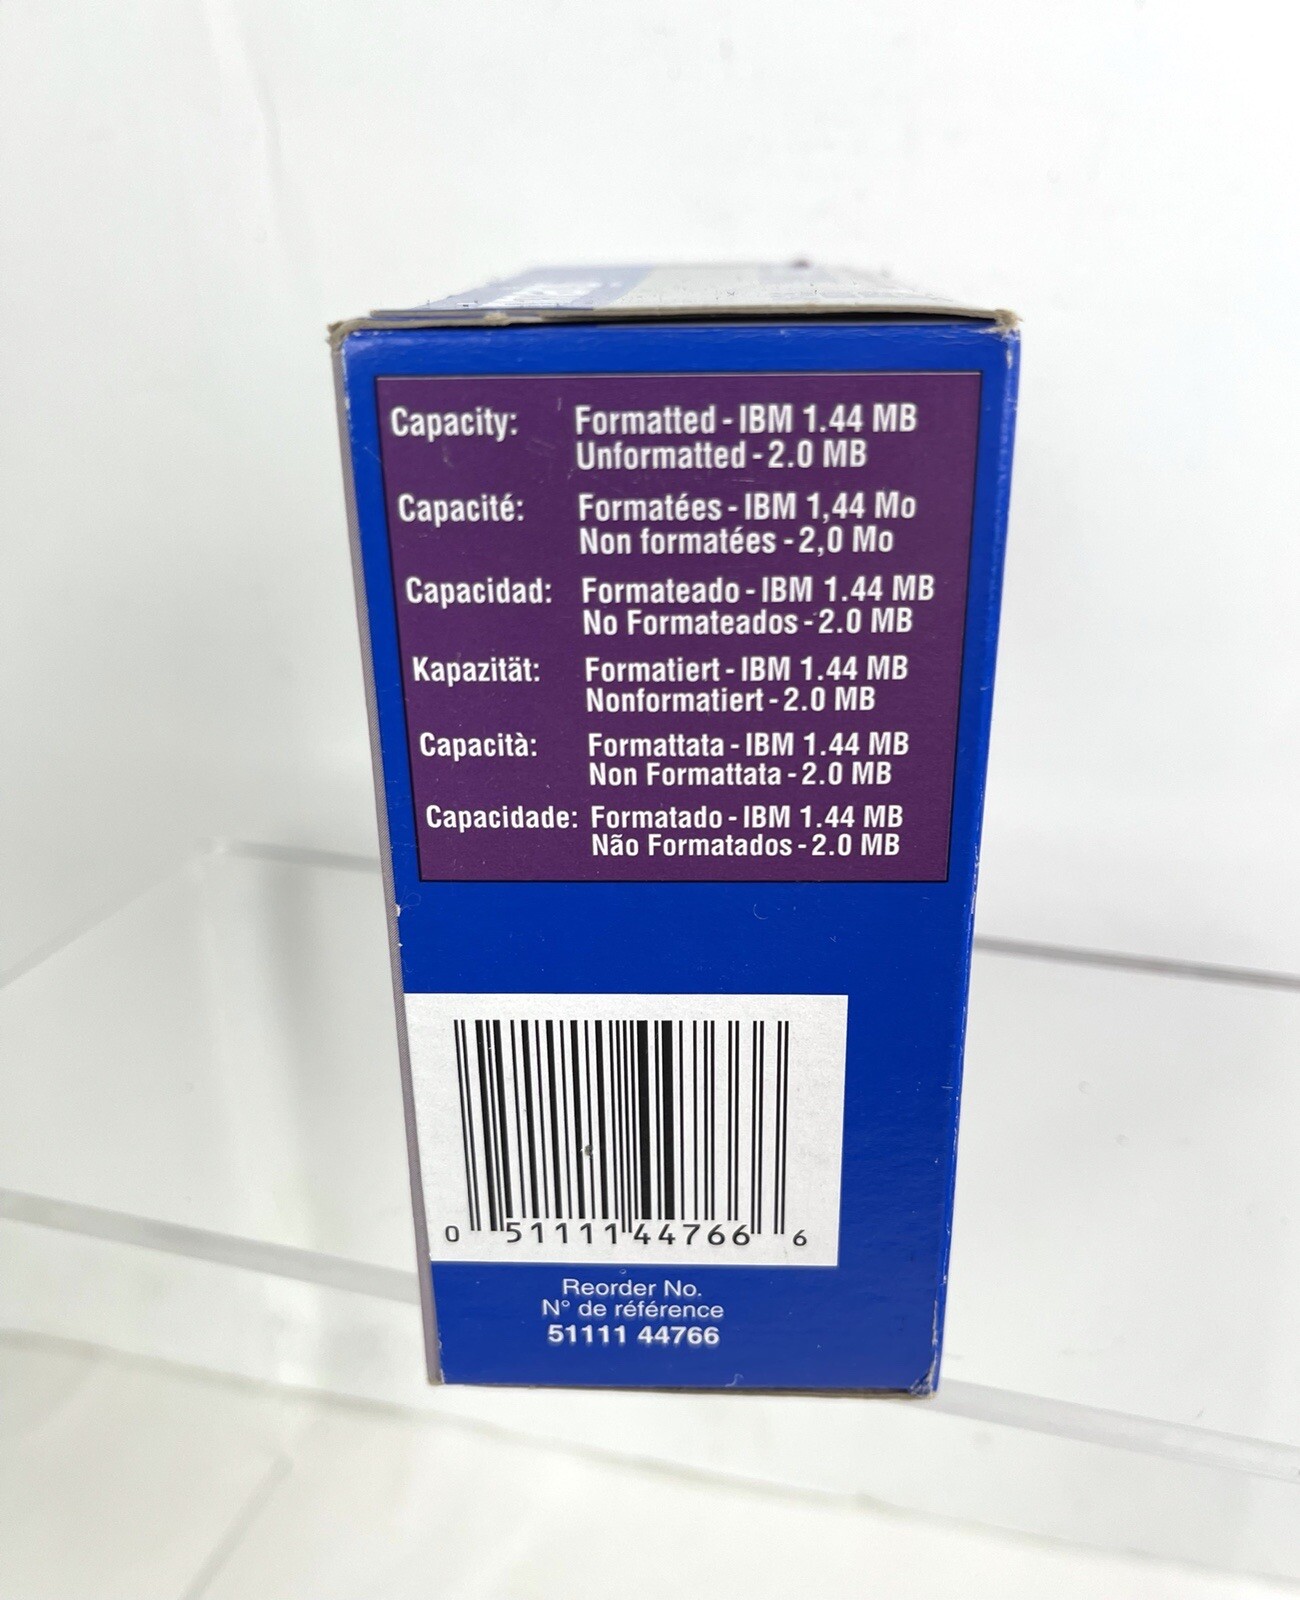 Capacity: Formatted - IBM 1.44 MB
Unformatted - 2.0 MB
Capacité: Formatées - IBM 1,44 Mo
Non formatées - 2,0 Mo
Capacidad: Formateado - IBM 1.44 MB
No Formateados - 2.0 MB
Kapazität: Formatiert - IBM 1.44 MB
Nonformatiert - 2.0 MB
Capacità: Formattata - IBM 1.44 MB
Non Formattata - 2.0 MB
Capacidade: Formatado - IBM 1.44 MB
Não Formatados - 2.0 MB
0 51111 44766 6
Reorder No.
N° de référence
51111 44766